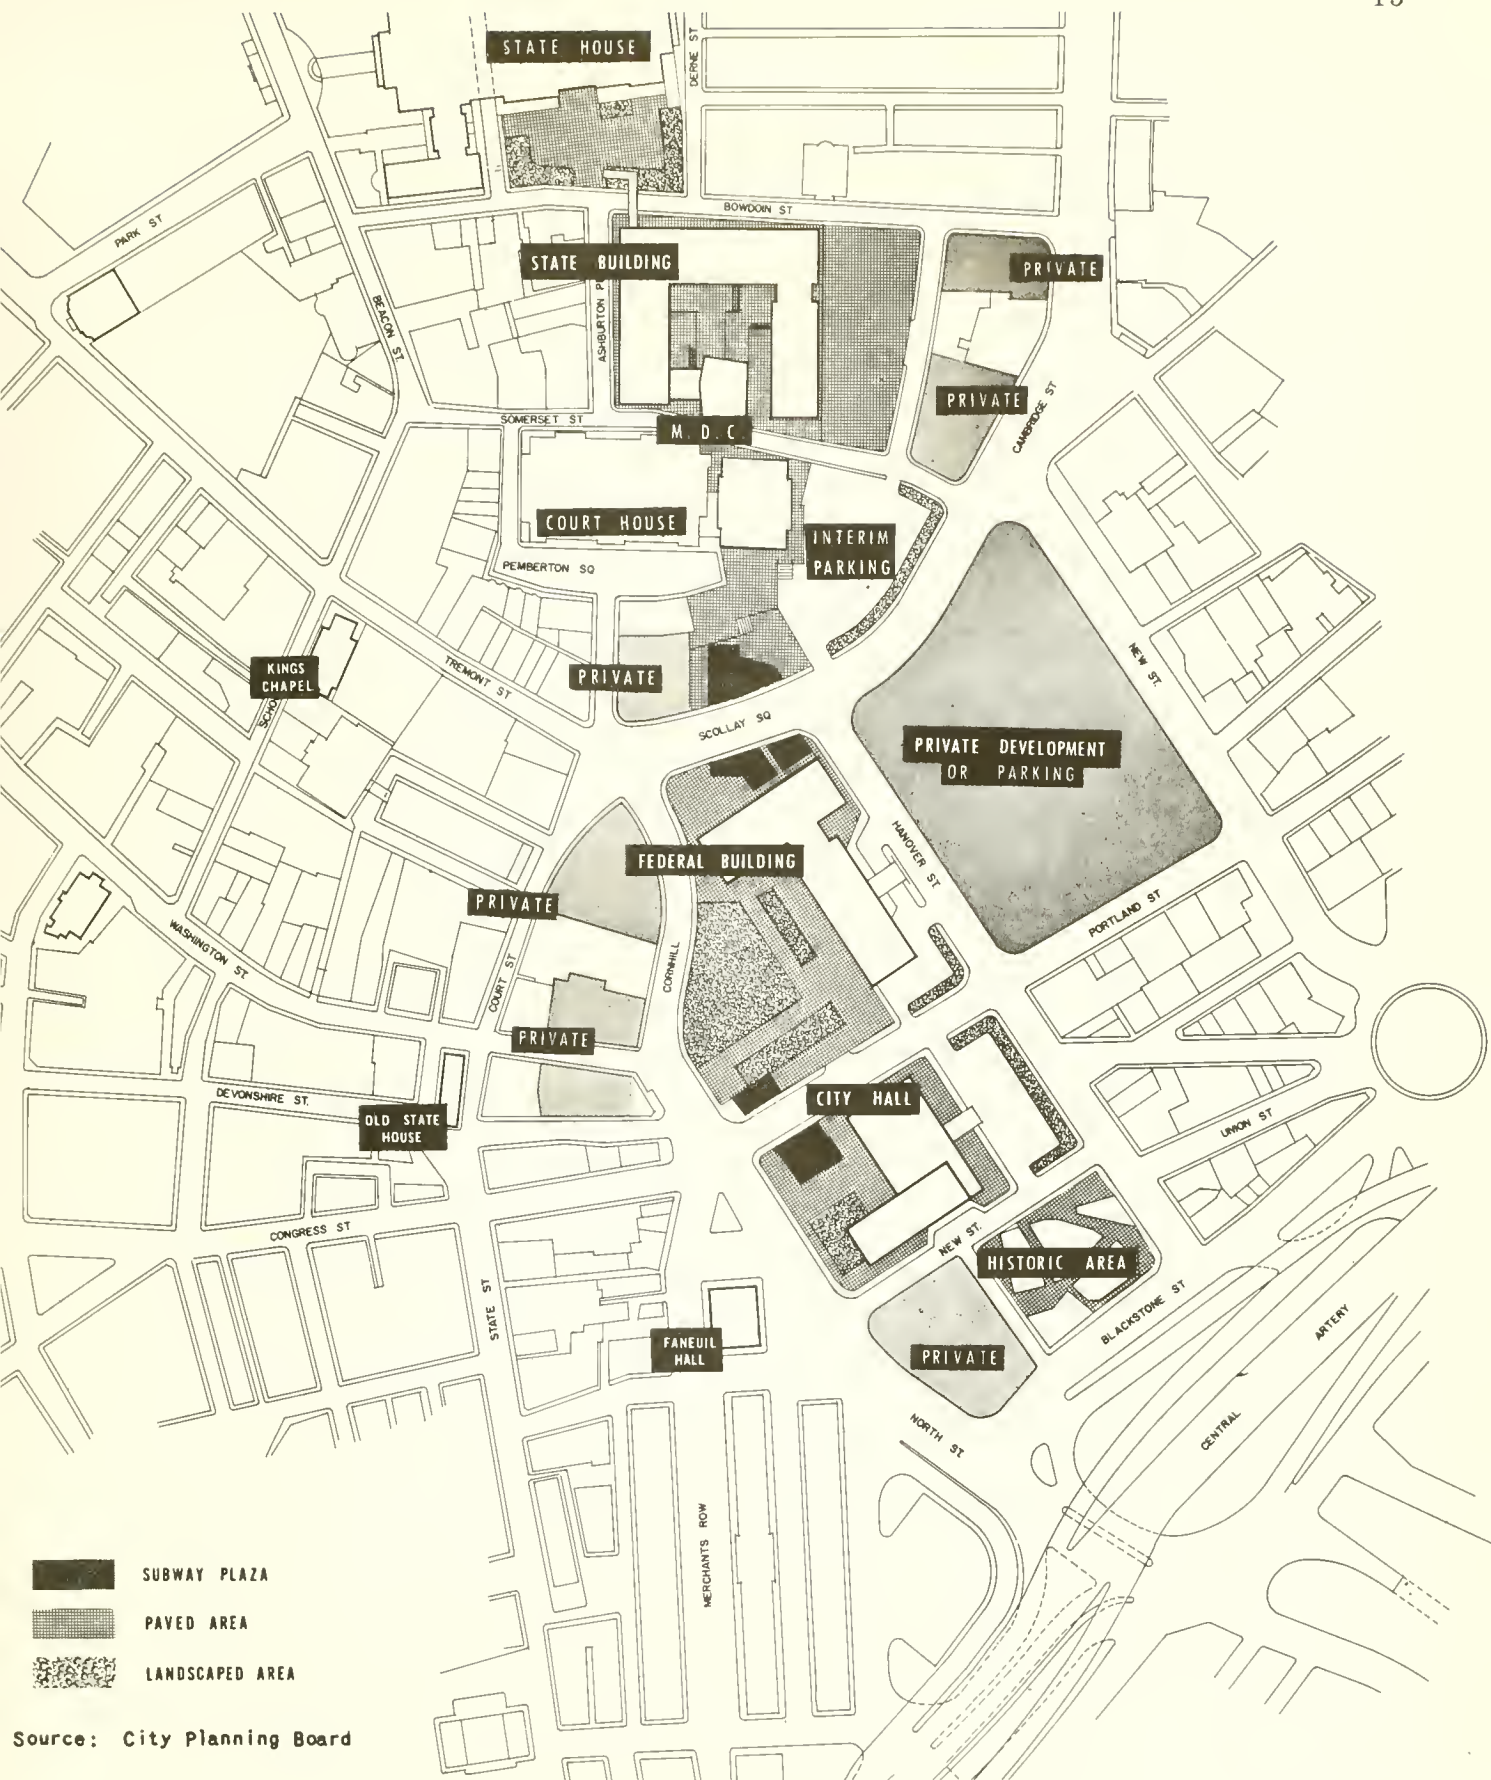 STATE HOUSE
DERNE ST
BOWDOIN ST
PARK ST
STATE BUILDING
PRIVATE
BEACON ST.
ASHBURTON
PRIVATE
CAMBRIDGE ST
SOMERSET ST
M. D. C.
COURT HOUSE
INTERIM
PARKING
PEMBERTON SQ
KINGS
CHAPEL
TREMONT ST
PRIVATE
NEW ST.
SCOLLAY SQ
PRIVATE DEVELOPMENT
OR PARKING
HANOVER ST.
FEDERAL BUILDING
PRIVATE
PORTLAND ST
WASHINGTON ST.
COURT ST
CORNHILL
PRIVATE
DEVONSHIRE ST.
CITY HALL
OLD STATE
HOUSE
UNION ST
CONGRESS ST
NEW ST.
HISTORIC AREA
STATE ST
BLACKSTONE ST
ARTERY
FANEUIL
HALL
PRIVATE
NORTH ST.
CENTRAL
MERCHANTS ROW
SUBWAY PLAZA
PAVED AREA
LANDSCAPED AREA
Source: City Planning Board